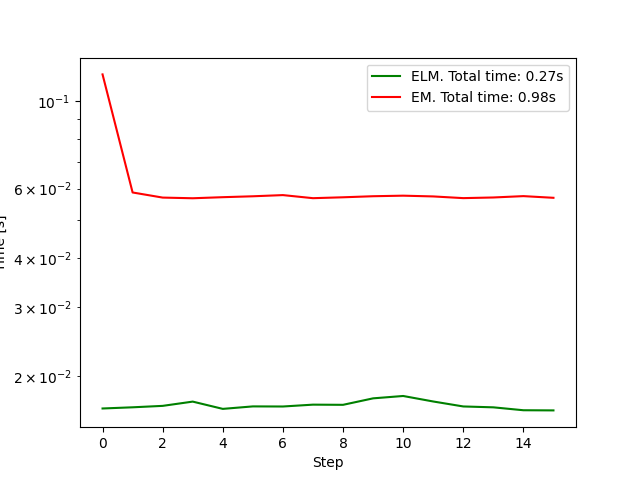 ELM. Total time: 0.27s
EM. Total time: 0.98s
10⁻¹
6 × 10⁻²
4 × 10⁻²
3 × 10⁻²
2 × 10⁻²
Time [s]
0 2 4 6 8 10 12 14
Step